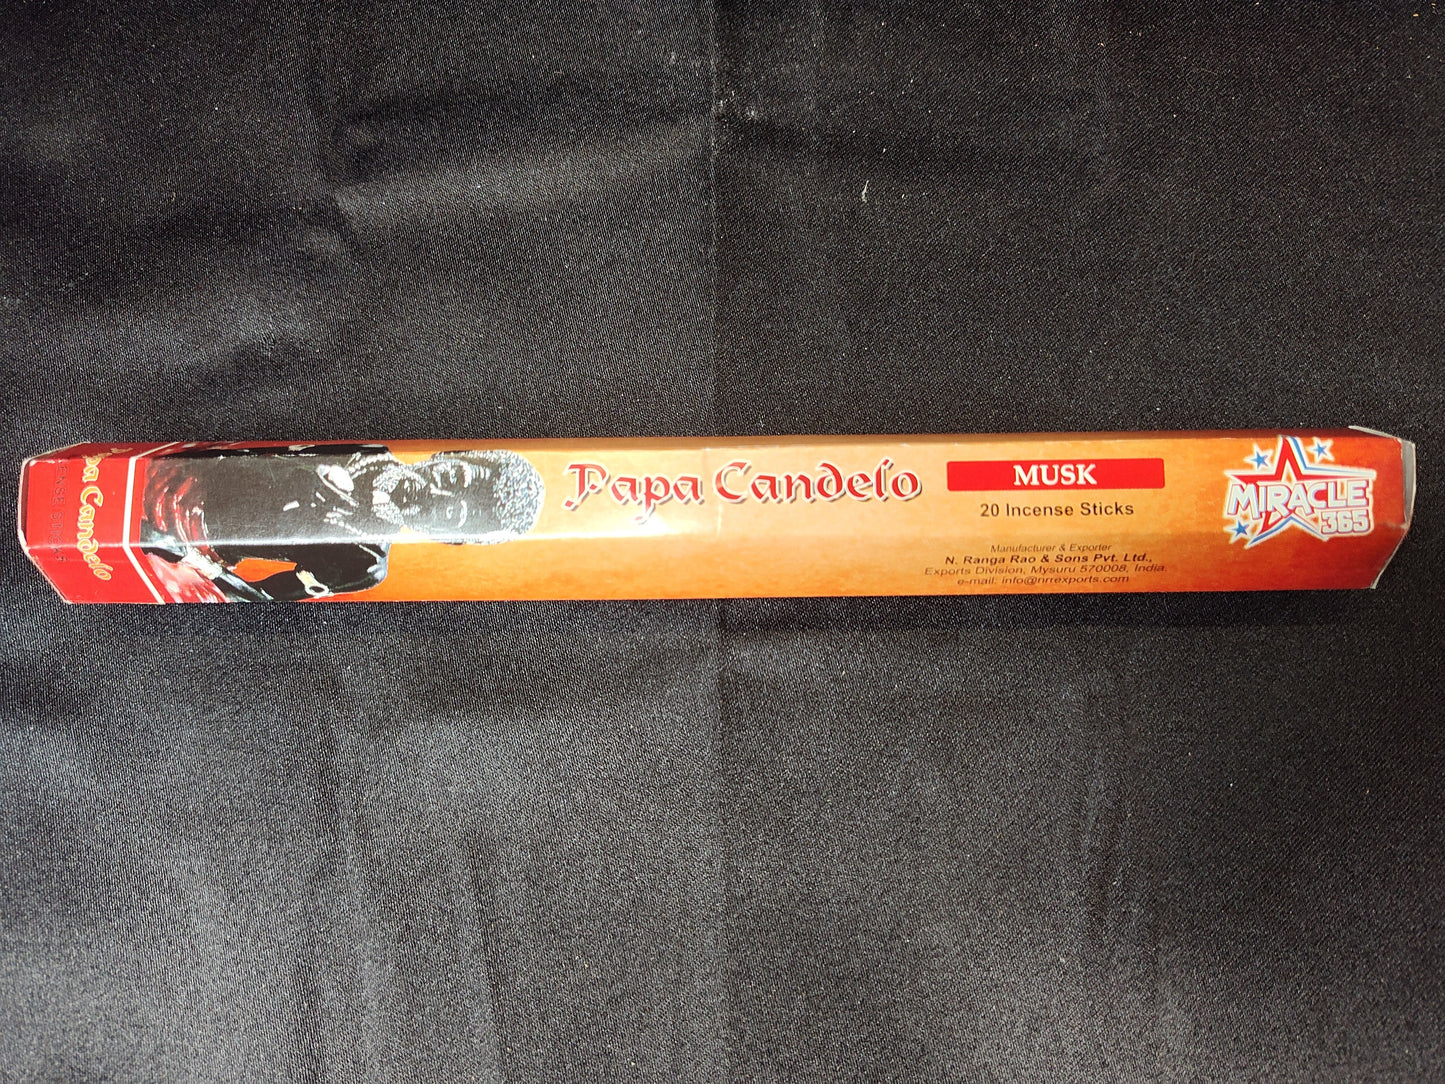 Papa Candelo
MUSK
20 Incense Sticks
Manufacturer & Exporter
N. Ranga Rao & Sons Pvt. Ltd.,
Exports Division, Mysuru 570008, India.
e-mail: info@nrrexports.com
MIRACLE
365
Candelo